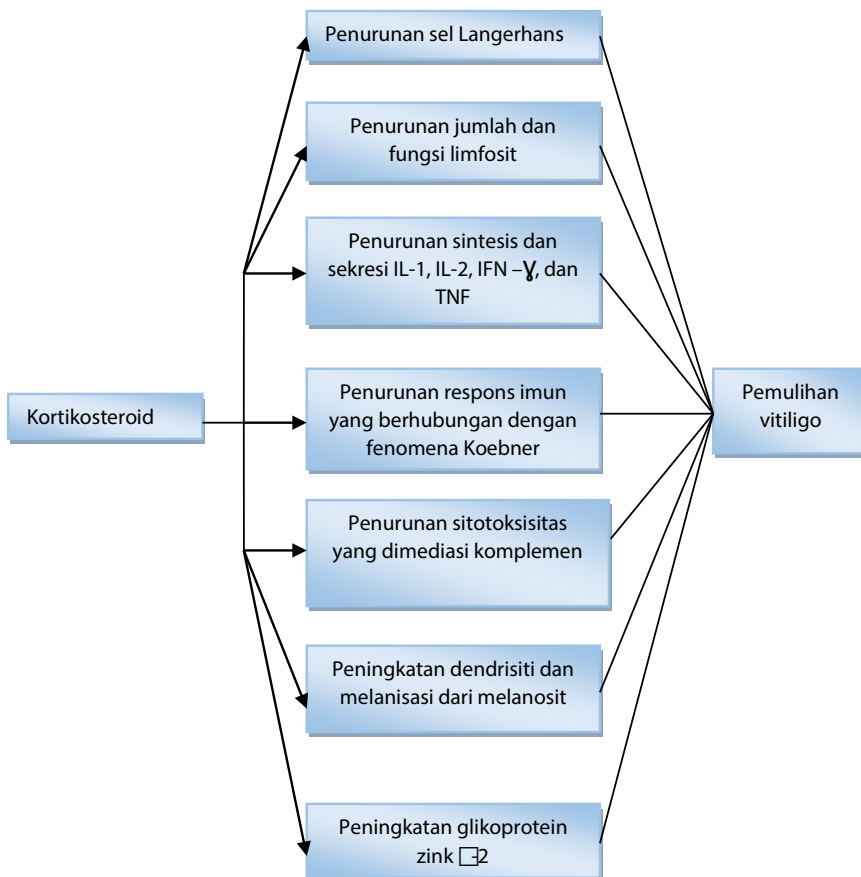 Penurunan sel Langerhans
Penurunan jumlah dan
fungsi limfosit
Penurunan sintesis dan
sekresi IL-1, IL-2, IFN –Ɣ, dan
TNF
Kortikosteroid
Penurunan respons imun
yang berhubungan dengan
fenomena Koebner
Pemulihan
vitiligo
Penurunan sitotoksisitas
yang dimediasi komplemen
Peningkatan dendrisiti dan
melanisasi dari melanosit
Peningkatan glikoprotein
zink □-2